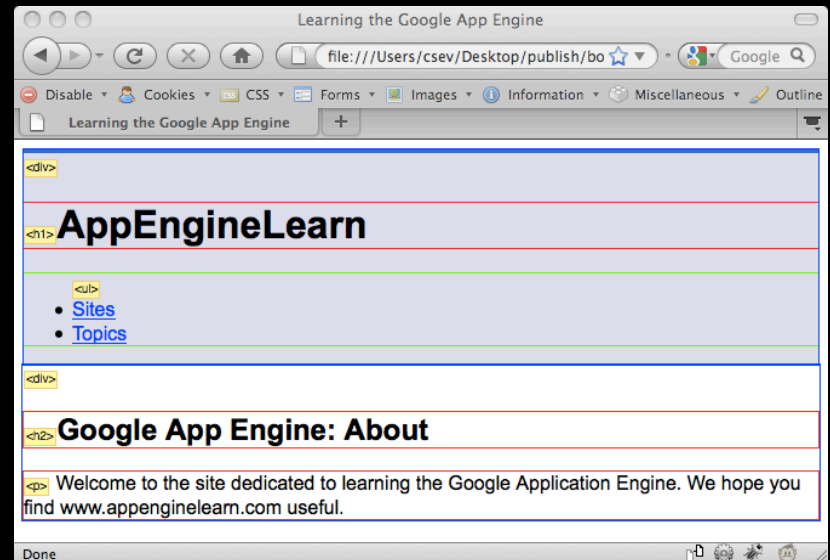 Learning the Google App Engine
file:///Users/csev/Desktop/publish/bo Google
Disable Cookies CSS Forms Images Information Miscellaneous Outline
Learning the Google App Engine +
<div>
<h1> AppEngineLearn
<ul>
• Sites
• Topics
<div>
<h2> Google App Engine: About
<p> Welcome to the site dedicated to learning the Google Application Engine. We hope you
find www.appenginelearn.com useful.
Done